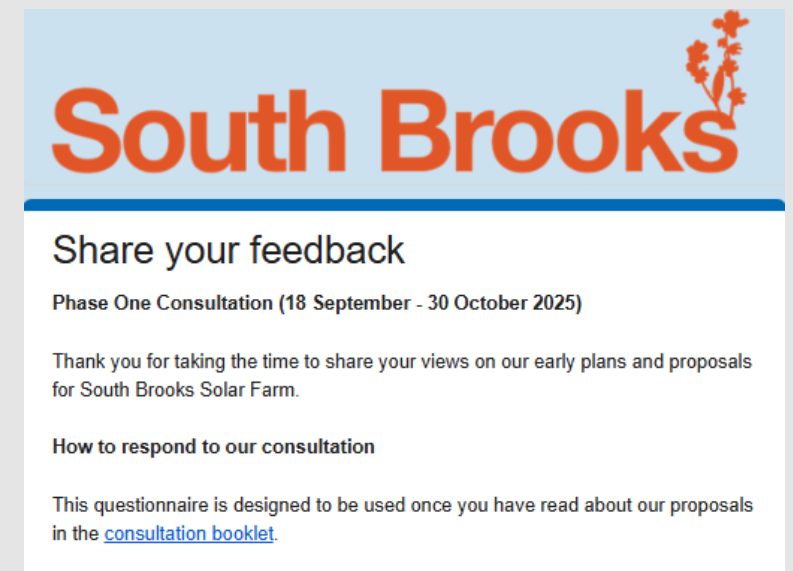 South Brooks
Share your feedback
Phase One Consultation (18 September - 30 October 2025)
Thank you for taking the time to share your views on our early plans and proposals
for South Brooks Solar Farm.
How to respond to our consultation
This questionnaire is designed to be used once you have read about our proposals
in the consultation booklet.